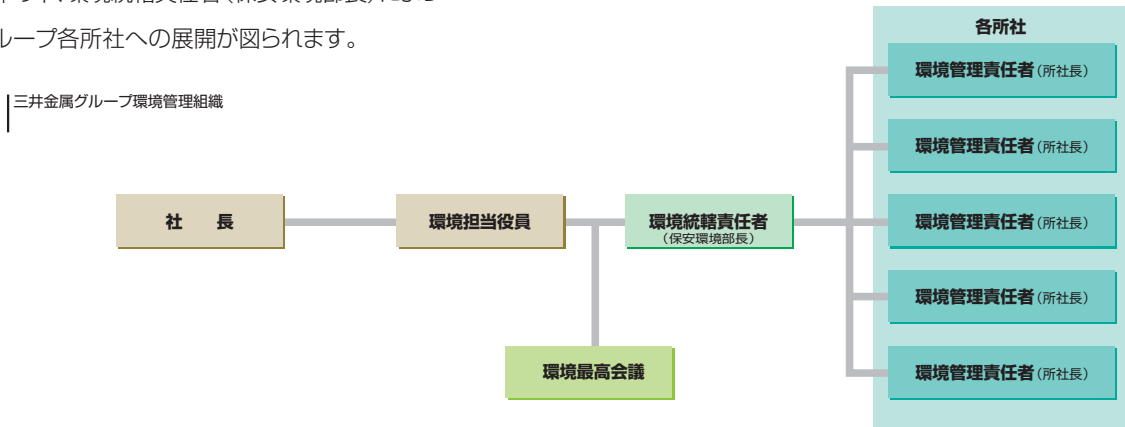 ループ各所社への展開が図られます。
三井金属グループ環境管理組織
各所社
環境管理責任者（所社長）
環境管理責任者（所社長）
社　長
環境担当役員
環境統轄責任者
（保安環境部長）
環境管理責任者（所社長）
環境管理責任者（所社長）
環境最高会議
環境管理責任者（所社長）